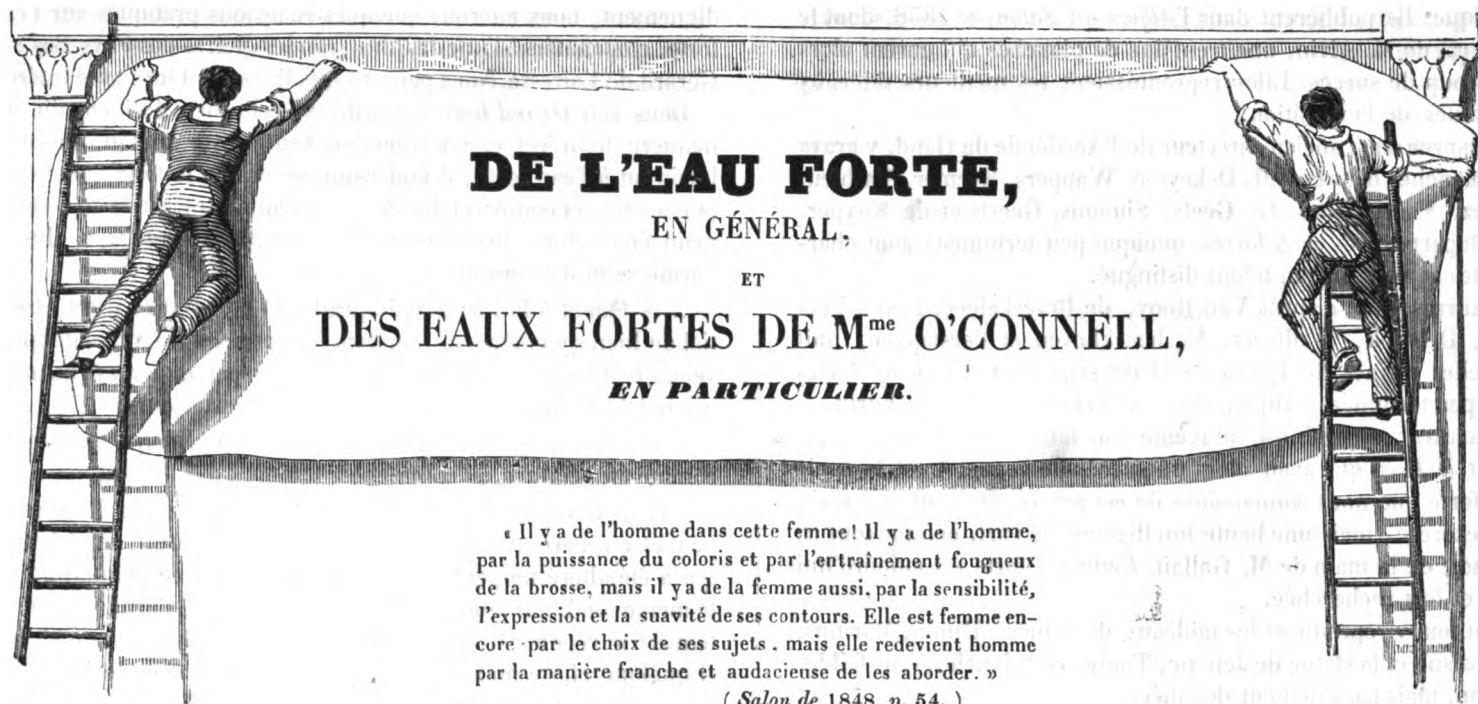 DE L'EAU FORTE,
EN GÉNÉRAL,
ET
DES EAUX FORTES DE Mme O'CONNELL,
EN PARTICULIER.
« Il y a de l'homme dans cette femme! Il y a de l'homme,
par la puissance du coloris et par l'entraînement fougueux
de la brosse, mais il y a de la femme aussi, par la sensibilité,
l'expression et la suavité de ses contours. Elle est femme en-
core par le choix de ses sujets, mais elle redevient homme
par la manière franche et audacieuse de les aborder. »
( Salon de 1848, p. 54. )